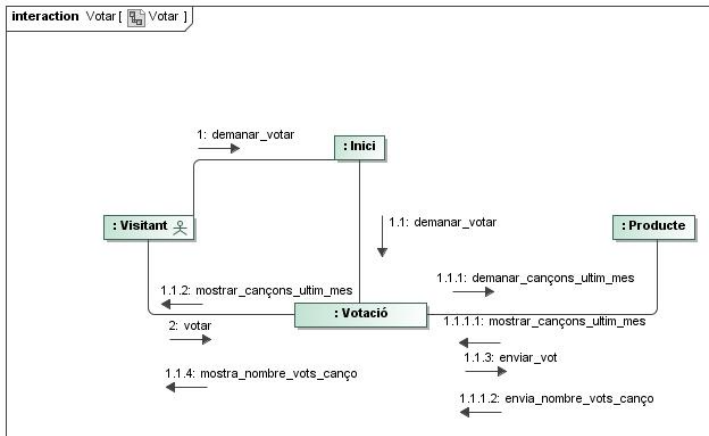 interaction Votar [ Votar ]
1: demanar_votar
: Inici
: Visitant
1.1: demanar_votar
: Producte
1.1.1: demanar_cançons_ultim_mes
1.1.2: mostrar_cançons_ultim_mes
: Votació
1.1.1.1: mostrar_cançons_ultim_mes
2: votar
1.1.3: enviar_vot
1.1.4: mostra_nombre_vots_canço
1.1.1.2: envia_nombre_vots_canço